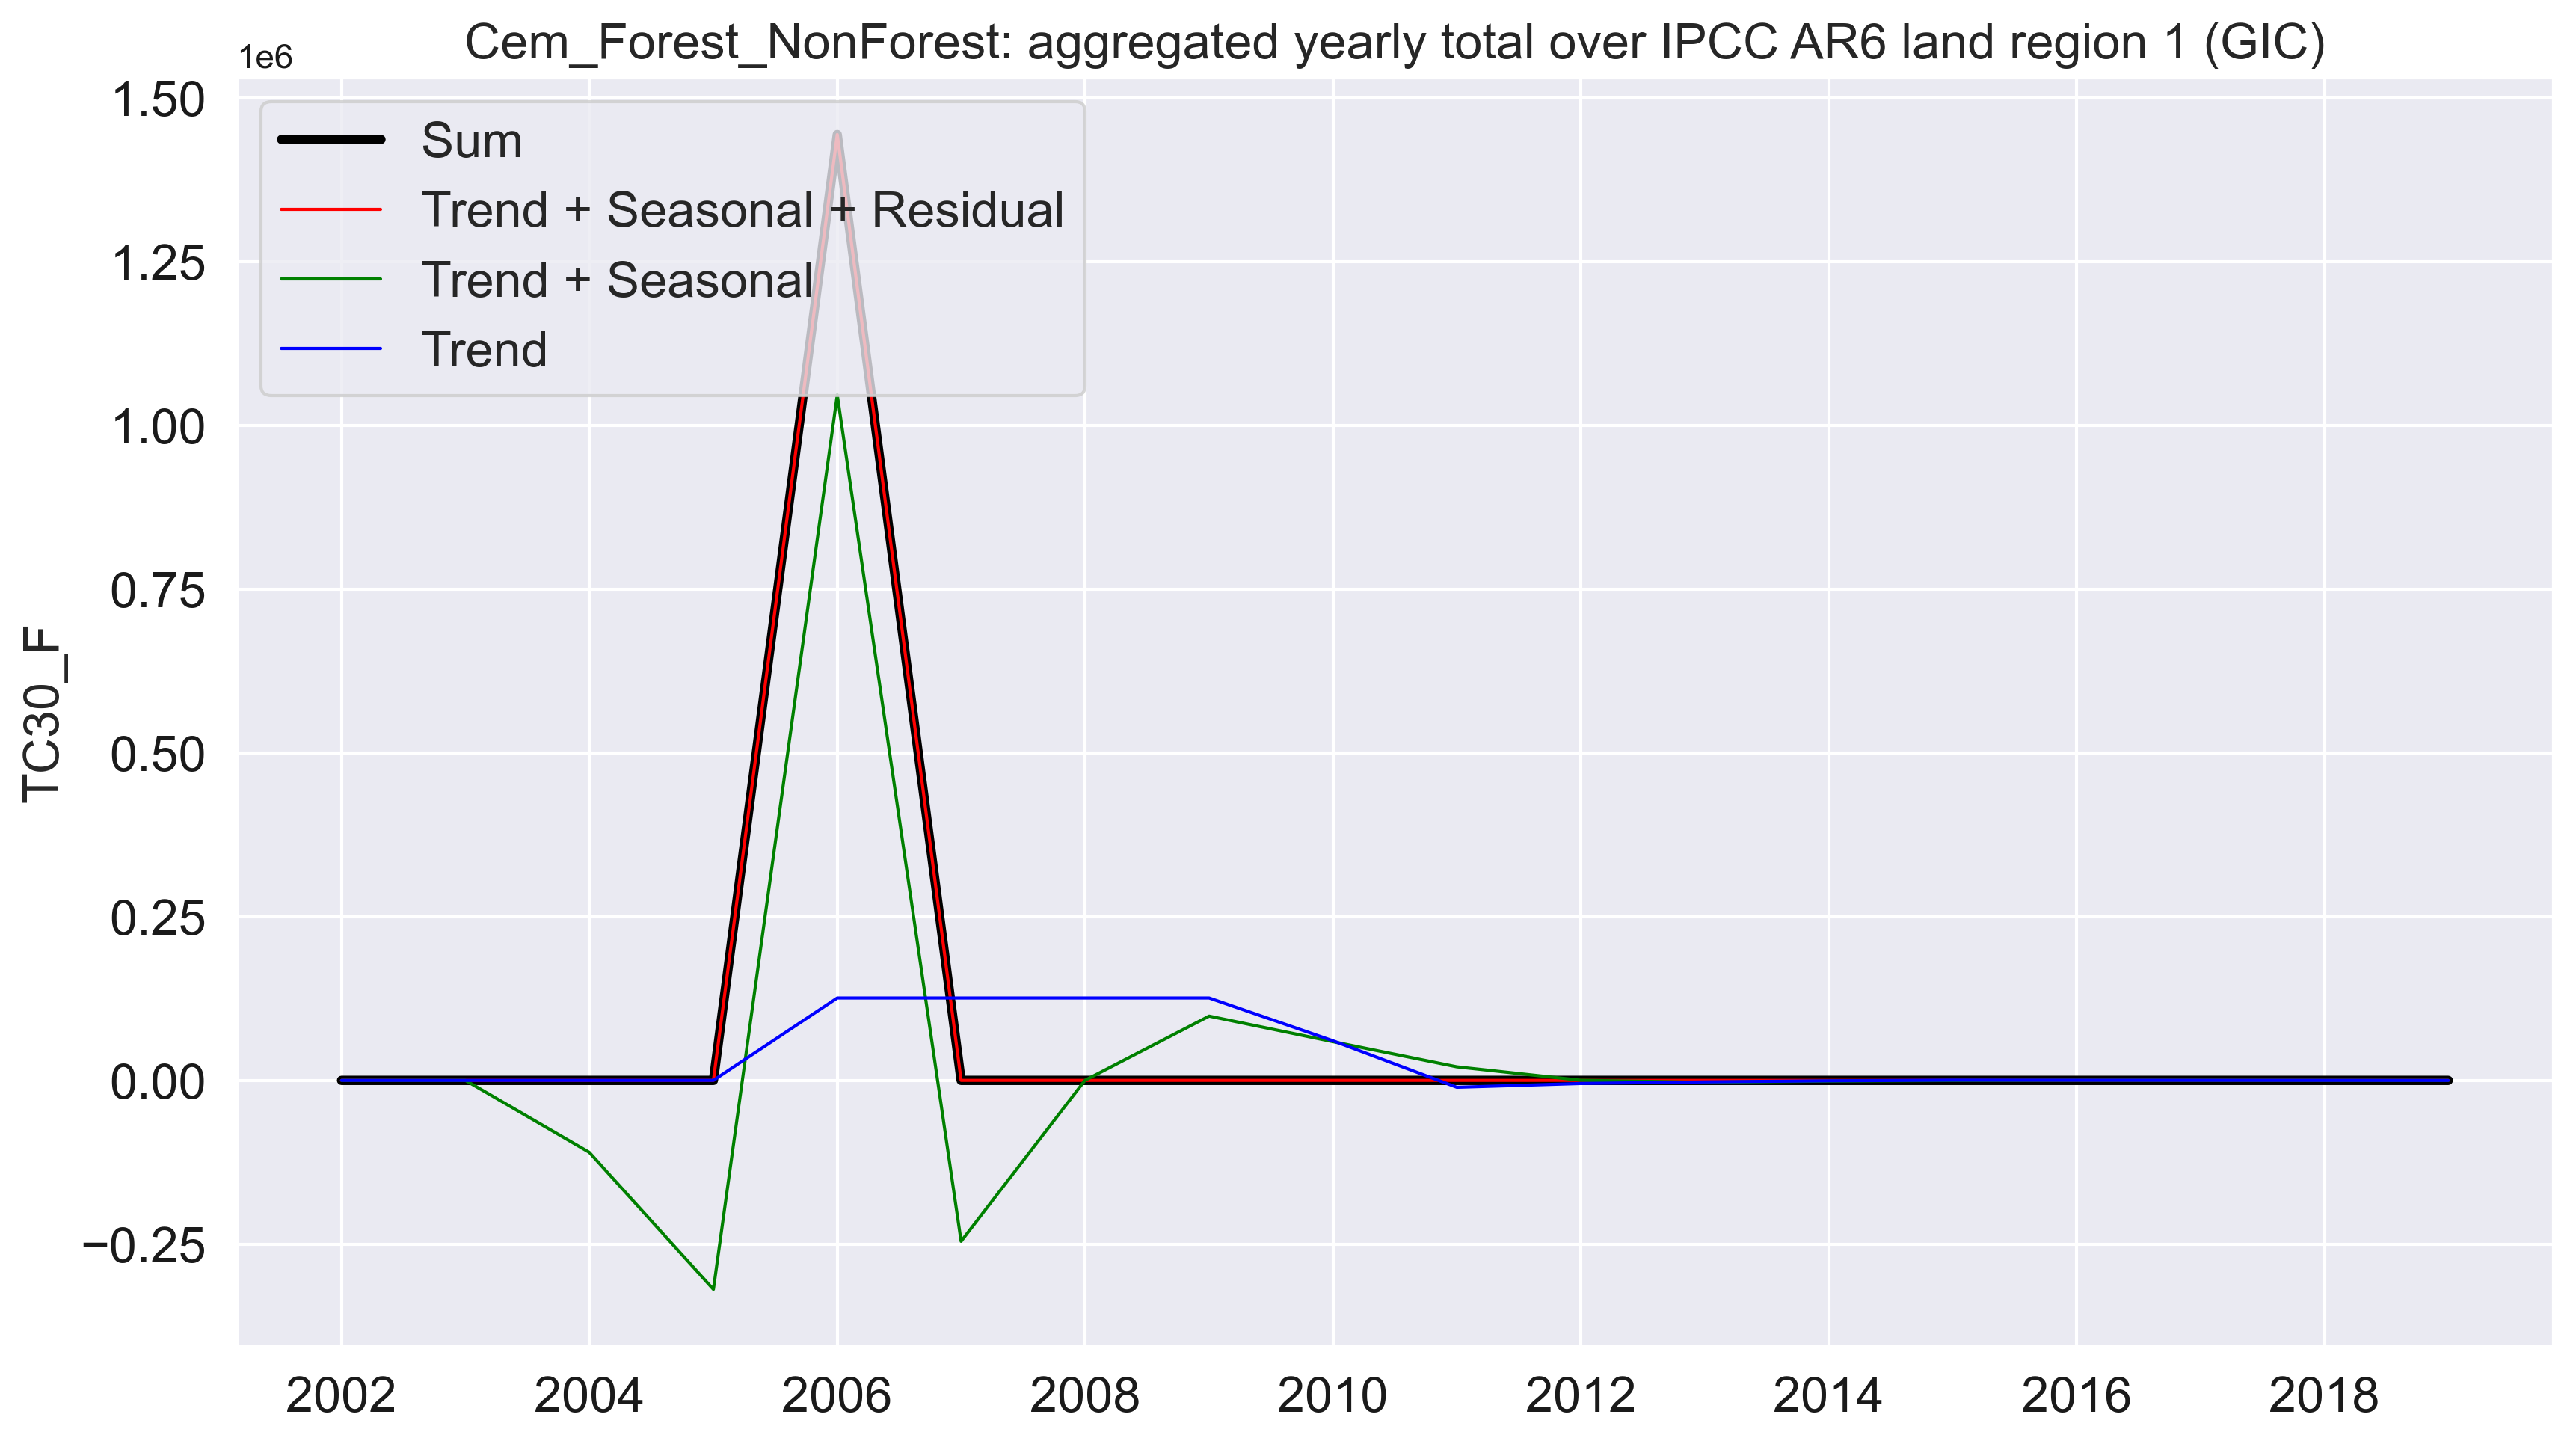 Cem_Forest_NonForest: aggregated yearly total over IPCC AR6 land region 1 (GIC)
1e6
1.50
1.25
1.00
0.75
0.50
0.25
0.00
−0.25
TC30_F
Sum
Trend + Seasonal + Residual
Trend + Seasonal
Trend
2002 2004 2006 2008 2010 2012 2014 2016 2018